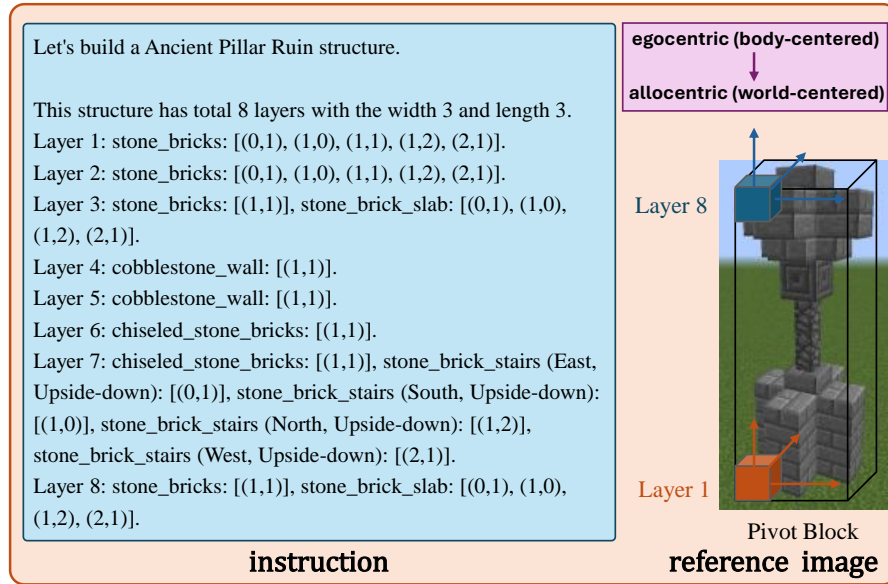 Let's build a Ancient Pillar Ruin structure.
This structure has total 8 layers with the width 3 and length 3.
Layer 1: stone_bricks: [(0,1), (1,0), (1,1), (1,2), (2,1)].
Layer 2: stone_bricks: [(0,1), (1,0), (1,1), (1,2), (2,1)].
Layer 3: stone_bricks: [(1,1)], stone_brick_slab: [(0,1), (1,0),
(1,2), (2,1)].
Layer 4: cobblestone_wall: [(1,1)].
Layer 5: cobblestone_wall: [(1,1)].
Layer 6: chiseled_stone_bricks: [(1,1)].
Layer 7: chiseled_stone_bricks: [(1,1)], stone_brick_stairs (East,
Upside-down): [(0,1)], stone_brick_stairs (South, Upside-down):
[(1,0)], stone_brick_stairs (North, Upside-down): [(1,2)],
stone_brick_stairs (West, Upside-down): [(2,1)].
Layer 8: stone_bricks: [(1,1)], stone_brick_slab: [(0,1), (1,0),
(1,2), (2,1)].
instruction
egocentric (body-centered)
allocentric (world-centered)
Layer 8
Layer 1
Pivot Block
reference image